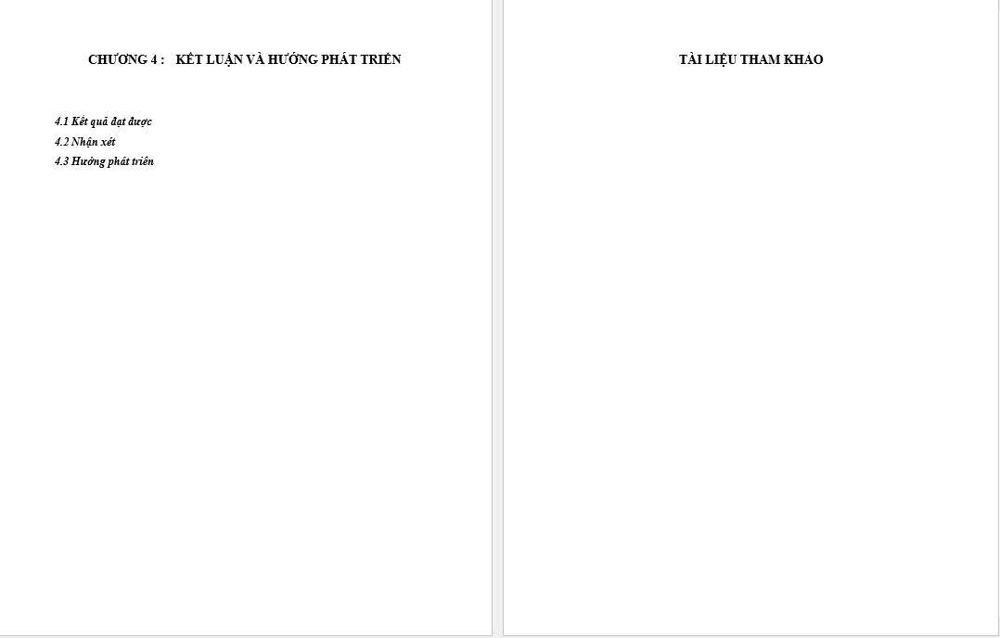 CHƯƠNG 4 : KẾT LUẬN VÀ HƯỚNG PHÁT TRIỂN
4.1 Kết quả đạt được
4.2 Nhận xét
4.3 Hướng phát triển
TÀI LIỆU THAM KHẢO